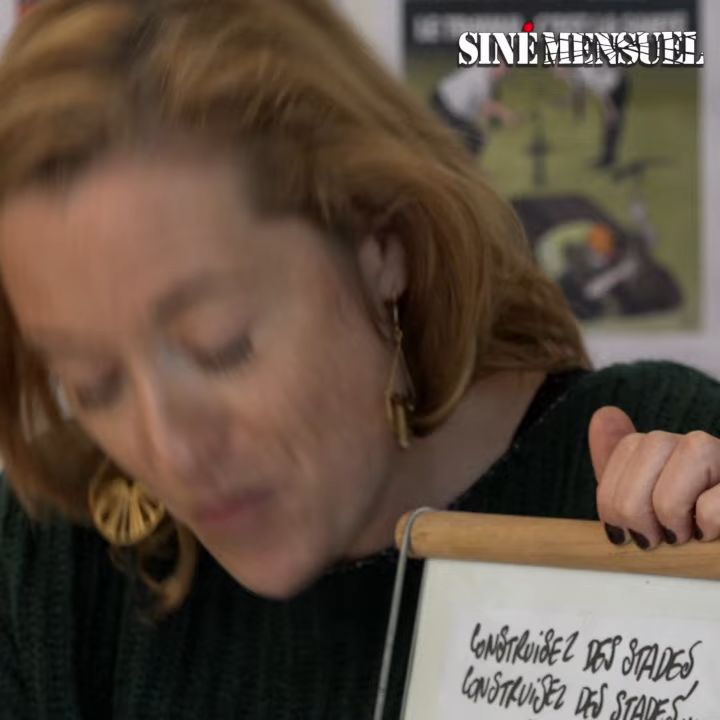 SINÉ MENSUEL
CONSTRUISEZ DES STADES,
CONSTRUISEZ DES STADES...